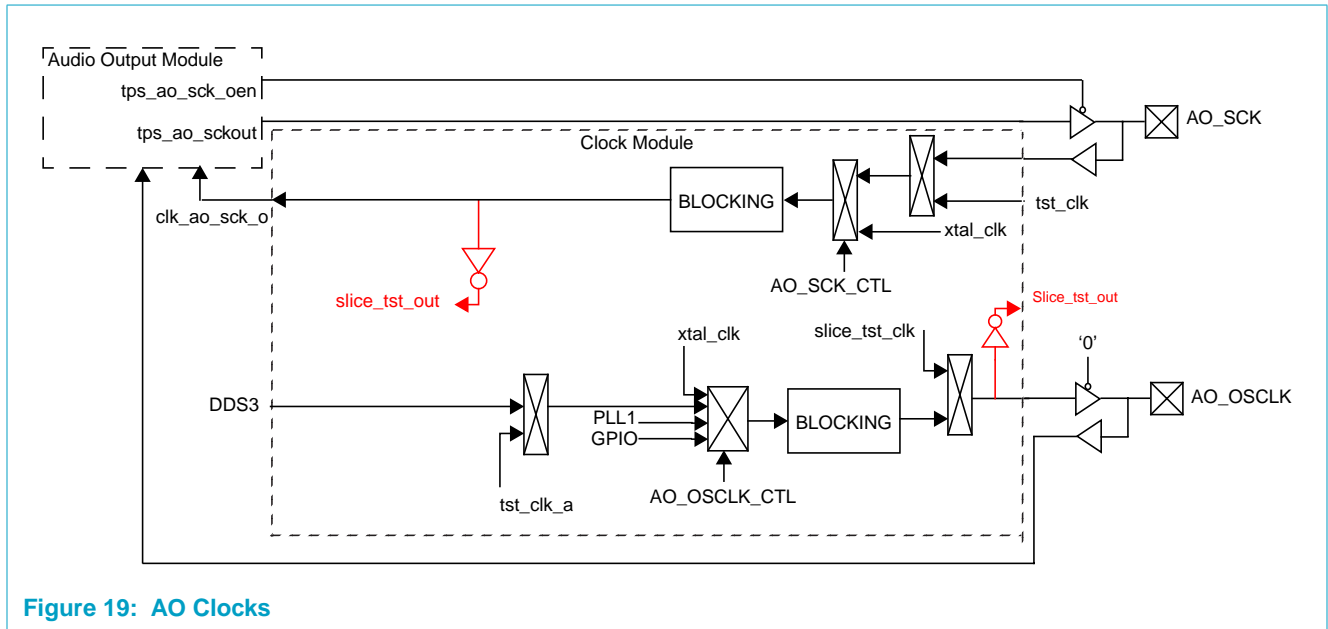 Audio Output Module
tps_ao_sck_oen
tps_ao_sckout
AO_SCK
Clock Module
BLOCKING
tst_clk
clk_ao_sck_o
xtal_clk
AO_SCK_CTL
slice_tst_out
Slice_tst_out
xtal_clk
slice_tst_clk
'0'
DDS3
PLL1
GPIO
BLOCKING
AO_OSCLK
tst_clk_a
AO_OSCLK_CTL
Figure 19: AO Clocks